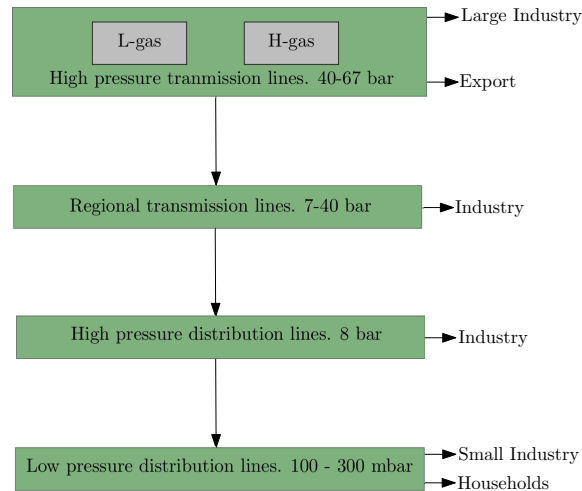 L-gas
H-gas
High pressure tranmission lines. 40-67 bar
Large Industry
Export
Regional transmission lines. 7-40 bar
Industry
High pressure distribution lines. 8 bar
Industry
Low pressure distribution lines. 100 - 300 mbar
Small Industry
Households